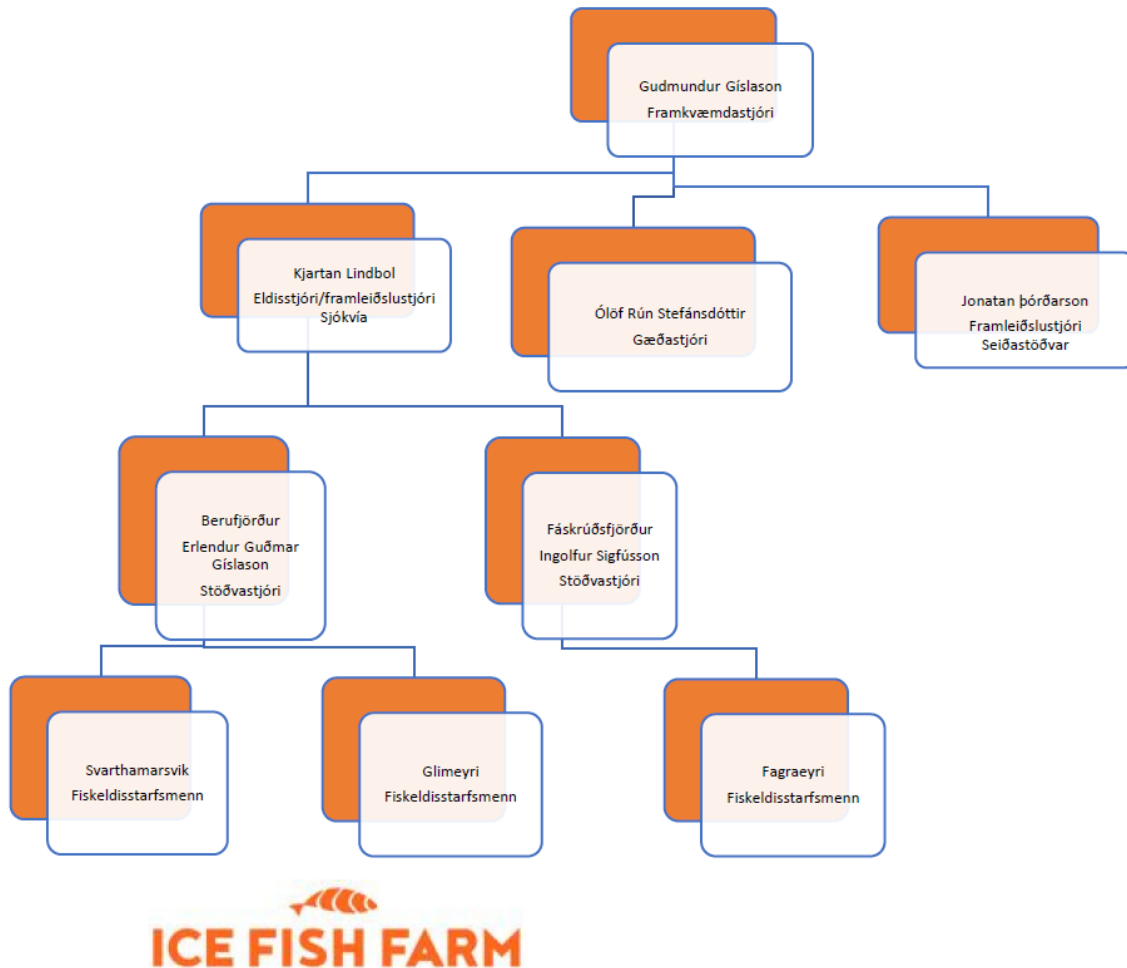 Gudmundur Gíslason
Framkvæmdastjóri
Kjartan Lindbol
Eldisstjóri/framleiðslustjóri
Sjókvía
Ólöf Rún Stefánsdóttir
Gæðastjóri
Jonatan þórðarson
Framleiðslustjóri
Seiðastöðvar
Berufjörður
Erlendur Guðmar
Gíslason
Stöðvastjóri
Fáskrúðsfjörður
Ingolfur Sigfússon
Stöðvastjóri
Svarthamarsvik
Fiskeldisstarfsmenn
Glimeyri
Fiskeldisstarfsmenn
Fagraeyri
Fiskeldisstarfsmenn
ICE FISH FARM